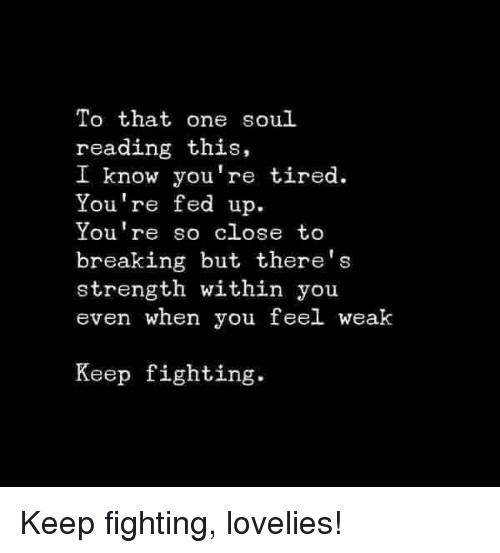 To that one soul
reading this,
I know you're tired.
You're fed up.
You're so close to
breaking but there's
strength within you
even when you feel weak
Keep fighting.
Keep fighting, lovelies!